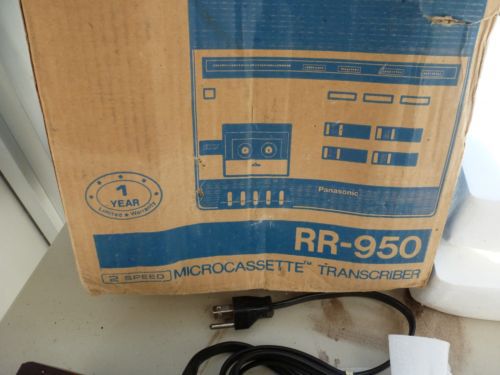 Panasonic
1
YEAR
Limited Warranty
RR-950
2 SPEED MICROCASSETTE™ TRANSCRIBER